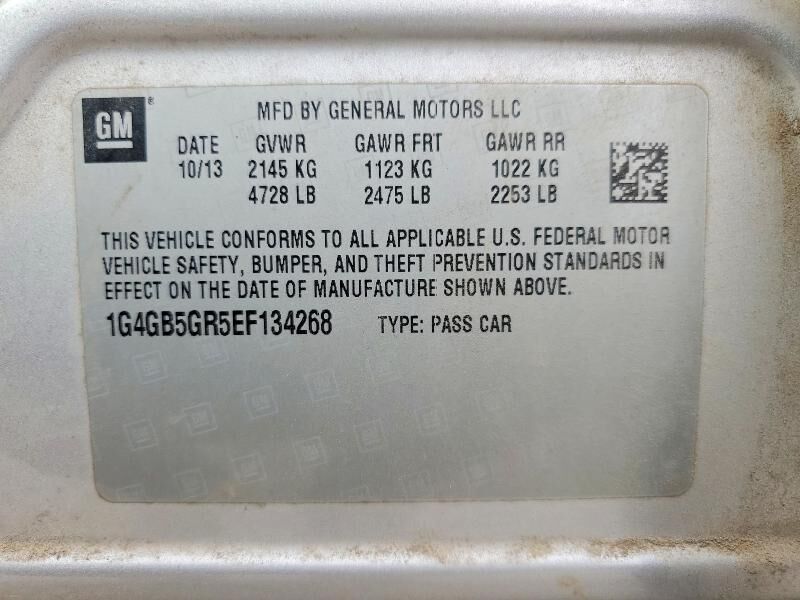 GM ®
MFD BY GENERAL MOTORS LLC
DATE GVWR GAWR FRT GAWR RR
10/13 2145 KG 1123 KG 1022 KG
4728 LB 2475 LB 2253 LB
THIS VEHICLE CONFORMS TO ALL APPLICABLE U.S. FEDERAL MOTOR
VEHICLE SAFETY, BUMPER, AND THEFT PREVENTION STANDARDS IN
EFFECT ON THE DATE OF MANUFACTURE SHOWN ABOVE.
1G4GB5GR5EF134268 TYPE: PASS CAR